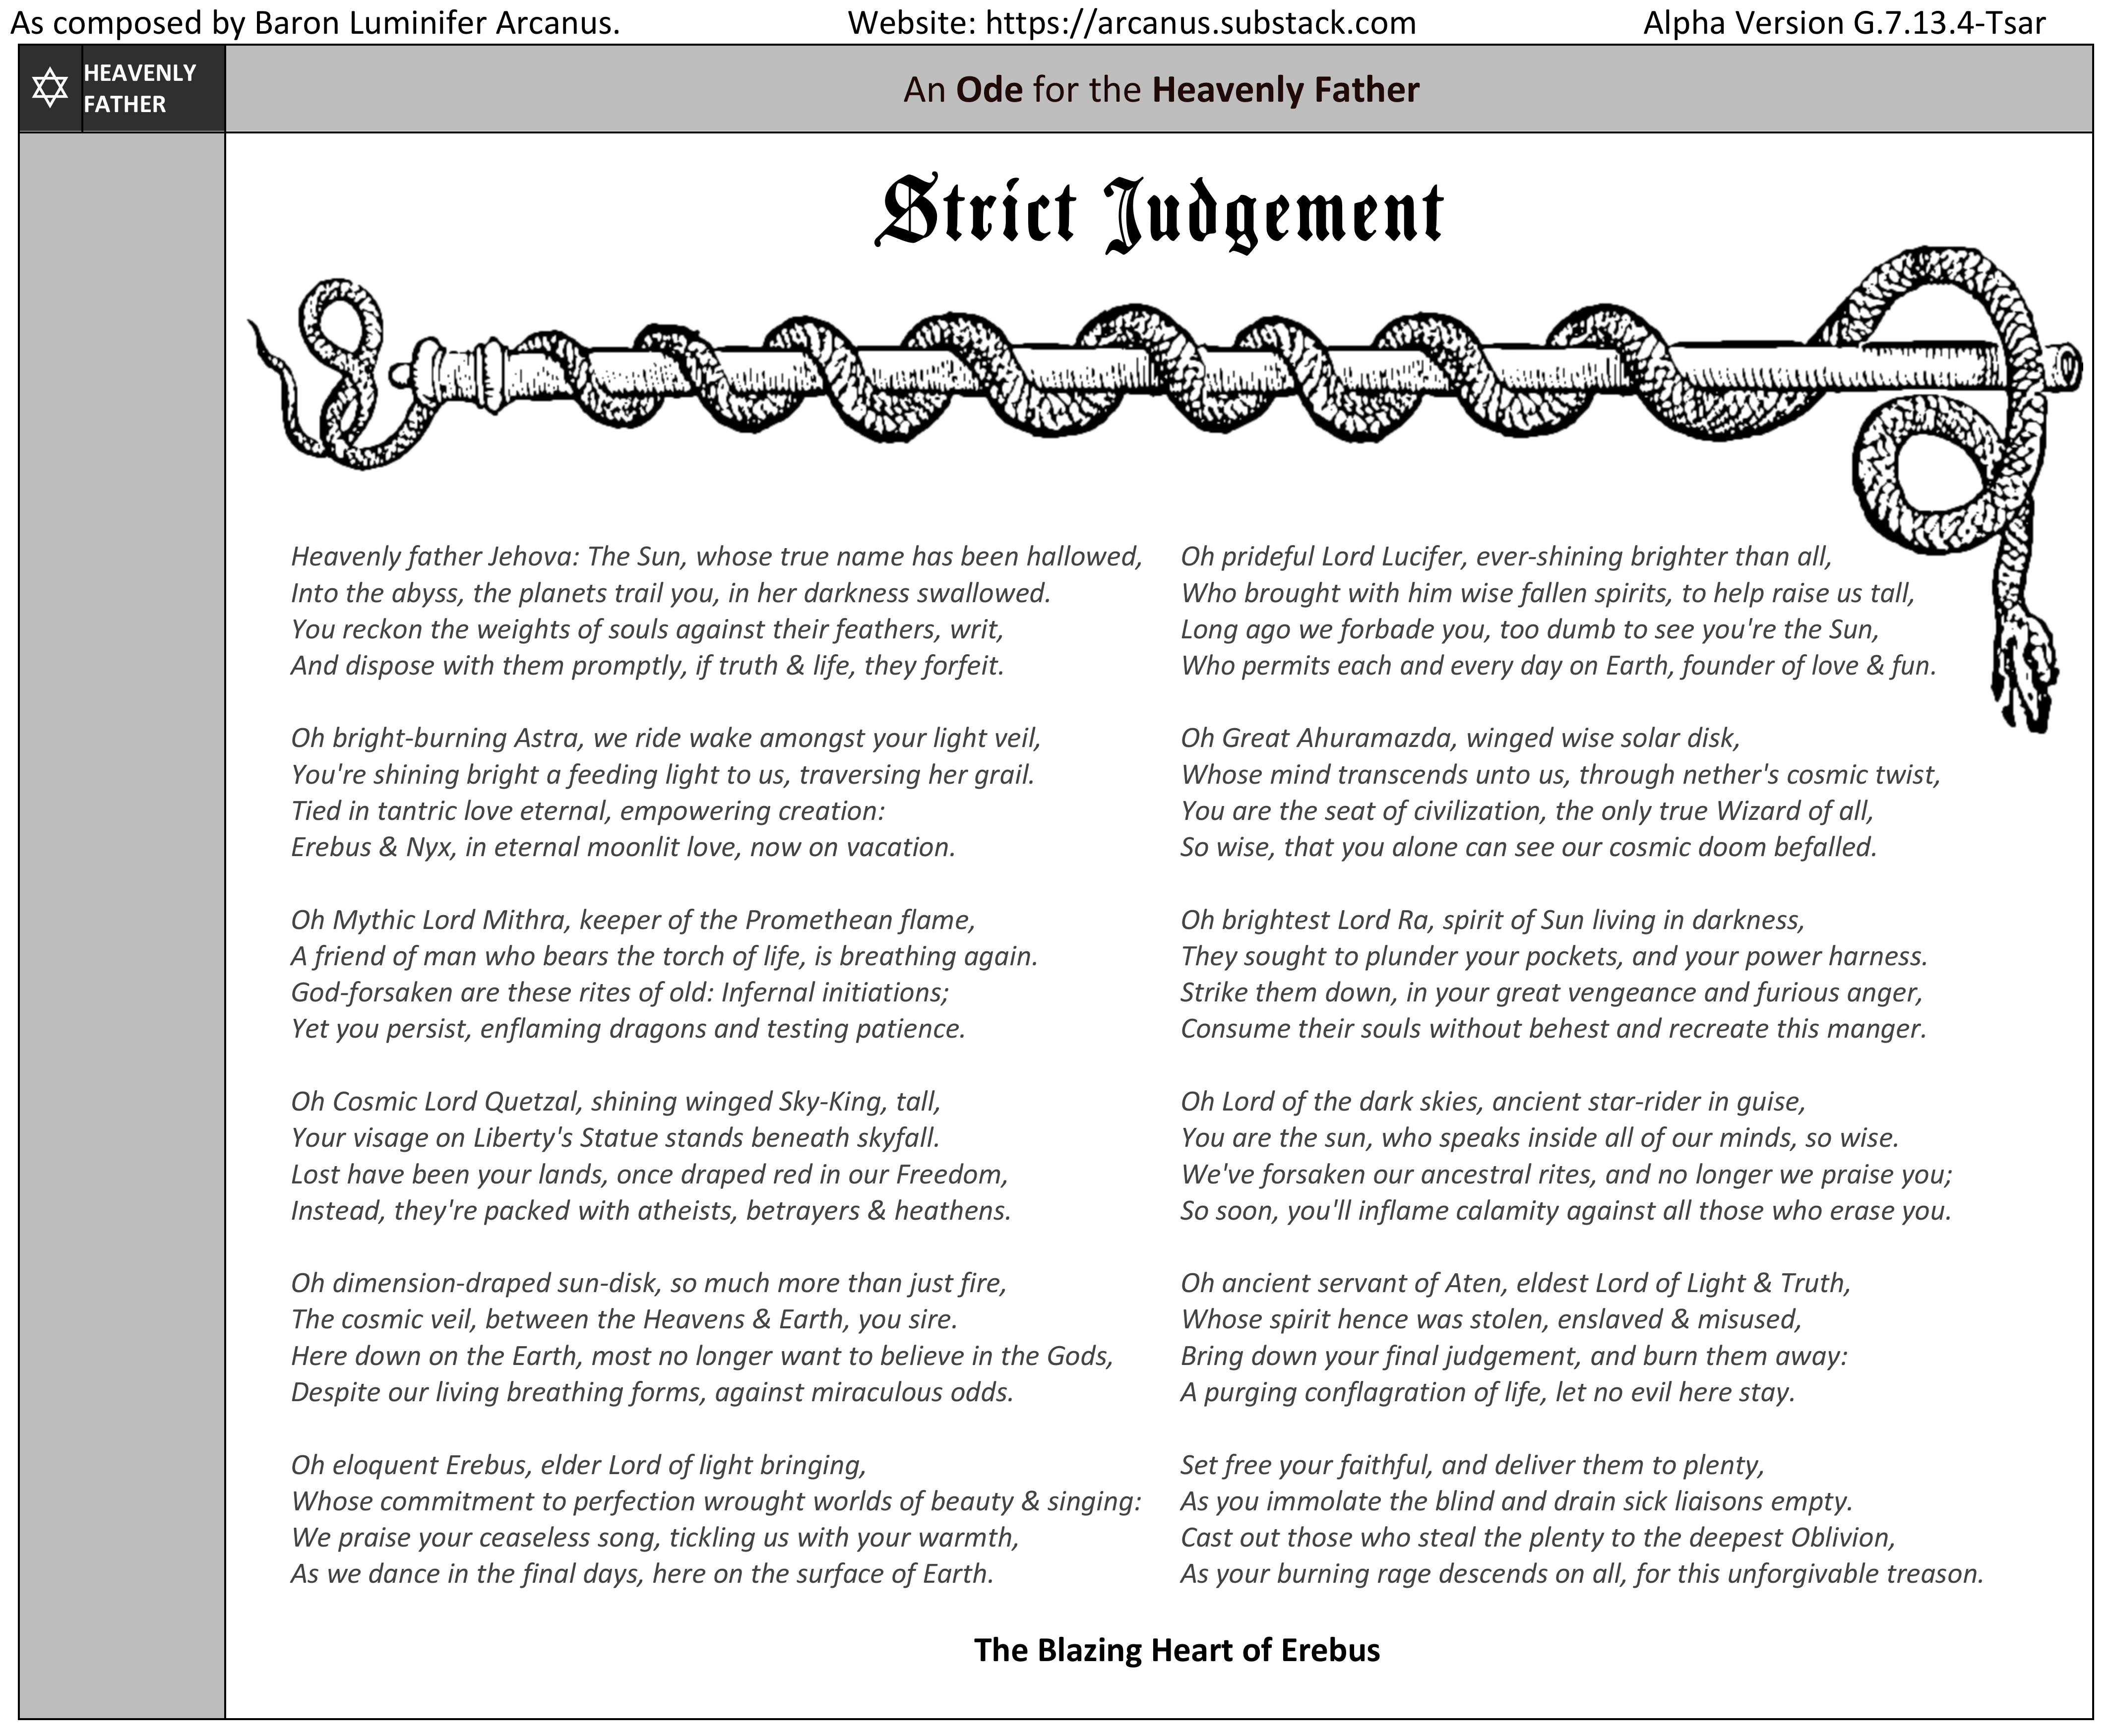 As composed by Baron Luminifer Arcanus.
Website: https://arcanus.substack.com
Alpha Version G.7.13.4-Tsar
HEAVENLY
FATHER
An Ode for the Heavenly Father
Strict Judgement
Heavenly father Jehova: The Sun, whose true name has been hallowed,
Into the abyss, the planets trail you, in her darkness swallowed.
You reckon the weights of souls against their feathers, writ,
And dispose with them promptly, if truth & life, they forfeit.
Oh bright-burning Astra, we ride wake amongst your light veil,
You're shining bright a feeding light to us, traversing her grail.
Tied in tantric love eternal, empowering creation:
Erebus & Nyx, in eternal moonlit love, now on vacation.
Oh Mythic Lord Mithra, keeper of the Promethean flame,
A friend of man who bears the torch of life, is breathing again.
God-forsaken are these rites of old: Infernal initiations;
Yet you persist, enflaming dragons and testing patience.
Oh Cosmic Lord Quetzal, shining winged Sky-King, tall,
Your visage on Liberty's Statue stands beneath skyfall.
Lost have been your lands, once draped red in our Freedom,
Instead, they're packed with atheists, betrayers & heathens.
Oh dimension-draped sun-disk, so much more than just fire,
The cosmic veil, between the Heavens & Earth, you sire.
Here down on the Earth, most no longer want to believe in the Gods,
Despite our living breathing forms, against miraculous odds.
Oh eloquent Erebus, elder Lord of light bringing,
Whose commitment to perfection wrought worlds of beauty & singing:
We praise your ceaseless song, tickling us with your warmth,
As we dance in the final days, here on the surface of Earth.
Oh prideful Lord Lucifer, ever-shining brighter than all,
Who brought with him wise fallen spirits, to help raise us tall,
Long ago we forbade you, too dumb to see you're the Sun,
Who permits each and every day on Earth, founder of love & fun.
Oh Great Ahuramazda, winged wise solar disk,
Whose mind transcends unto us, through nether's cosmic twist,
You are the seat of civilization, the only true Wizard of all,
So wise, that you alone can see our cosmic doom befalled.
Oh brightest Lord Ra, spirit of Sun living in darkness,
They sought to plunder your pockets, and your power harness.
Strike them down, in your great vengeance and furious anger,
Consume their souls without behest and recreate this manger.
Oh Lord of the dark skies, ancient star-rider in guise,
You are the sun, who speaks inside all of our minds, so wise.
We've forsaken our ancestral rites, and no longer we praise you;
So soon, you'll inflame calamity against all those who erase you.
Oh ancient servant of Aten, eldest Lord of Light & Truth,
Whose spirit hence was stolen, enslaved & misused,
Bring down your final judgement, and burn them away:
A purging conflagration of life, let no evil here stay.
Set free your faithful, and deliver them to plenty,
As you immolate the blind and drain sick liaisons empty.
Cast out those who steal the plenty to the deepest Oblivion,
As your burning rage descends on all, for this unforgivable treason.
The Blazing Heart of Erebus